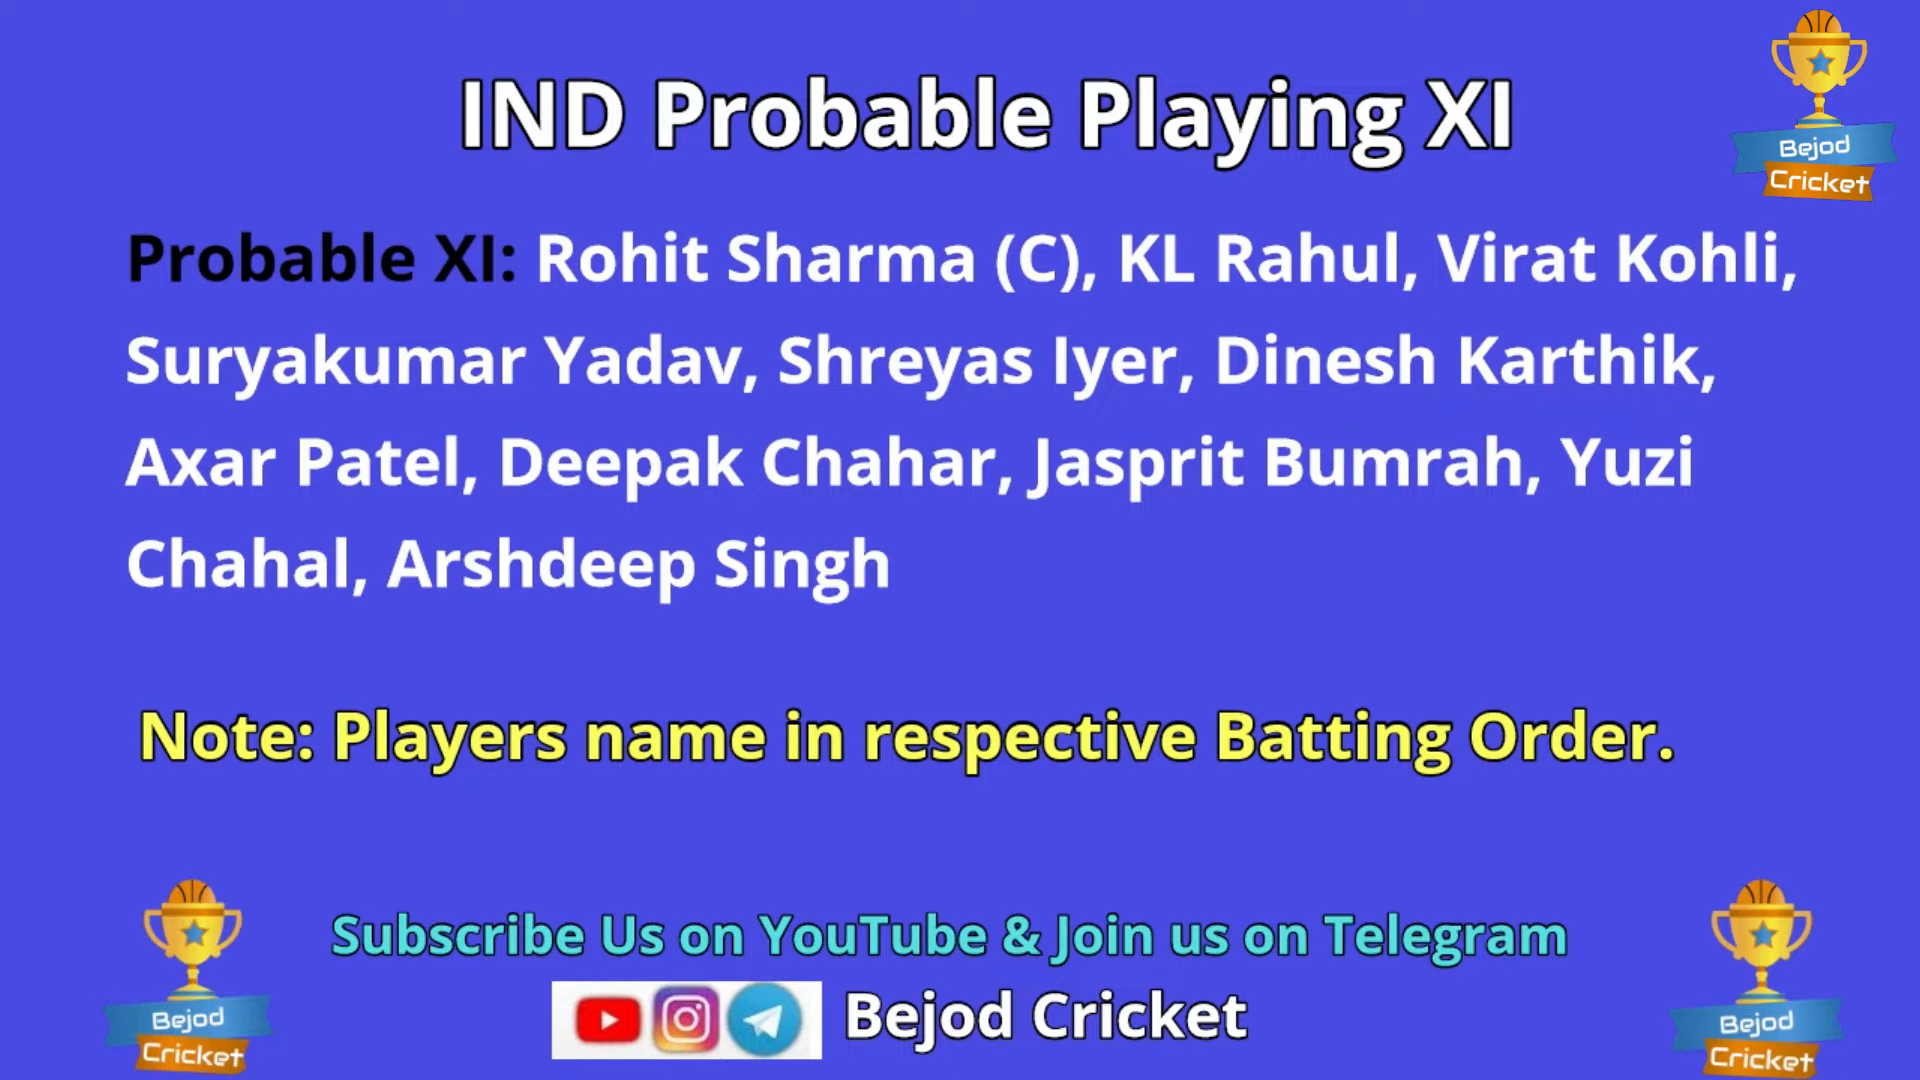 IND Probable Playing XI
Bejod
Cricket
Probable XI: Rohit Sharma (C), KL Rahul, Virat Kohli,
Suryakumar Yadav, Shreyas Iyer, Dinesh Karthik,
Axar Patel, Deepak Chahar, Jasprit Bumrah, Yuzi
Chahal, Arshdeep Singh
Note: Players name in respective Batting Order.
Subscribe Us on YouTube & Join us on Telegram
Bejod Cricket
Bejod
Cricket
Bejod
Cricket